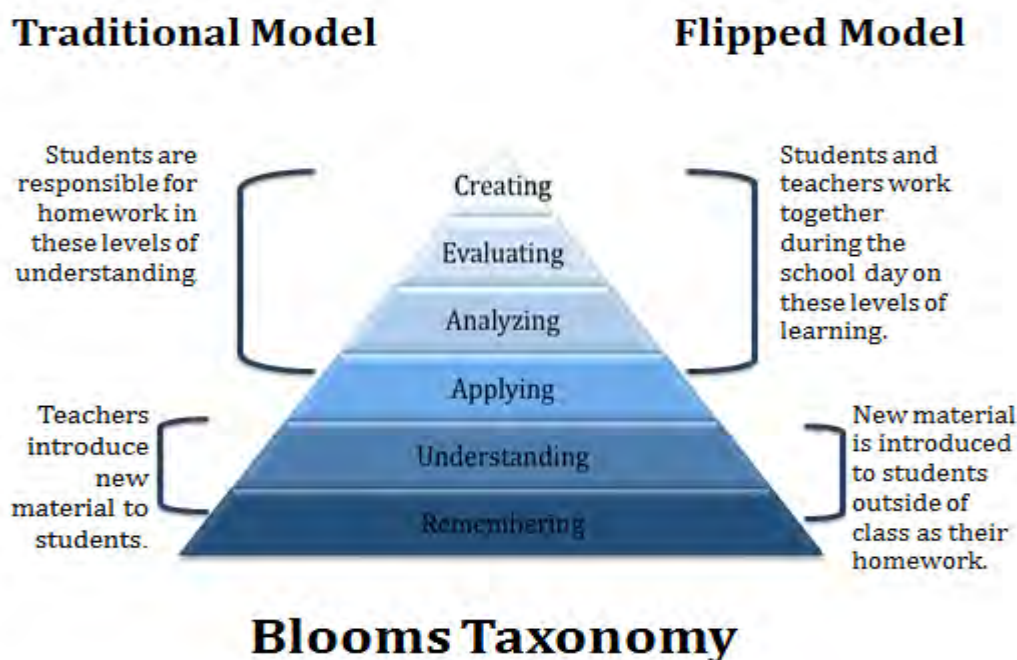 Traditional Model
Flipped Model
Students are
responsible for
homework in
these levels of
understanding
Teachers
introduce
new
material to
students.
Creating
Evaluating
Analyzing
Applying
Understanding
Remembering
Students and
teachers work
together
during the
school day on
these levels of
learning.
New material
is introduced
to students
outside of
class as their
homework.
Blooms Taxonomy